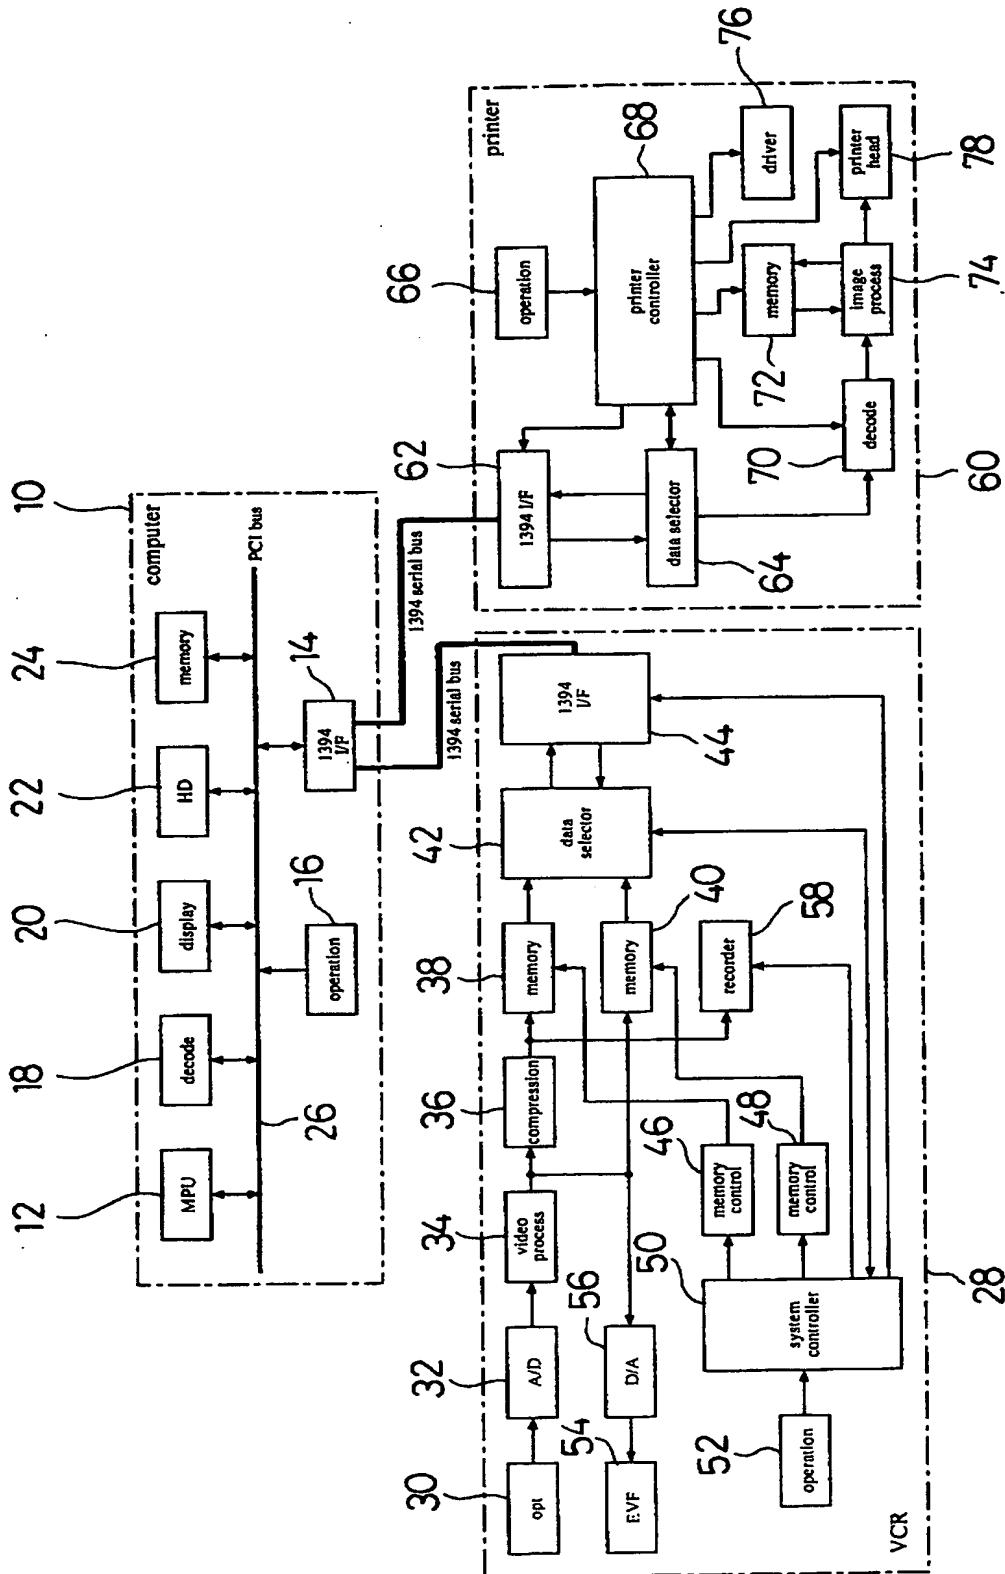 10
12
18
20
22
24
computer
MPU
decode
display
HD
memory
PCI bus
26
operation
16
1394
I/F
14
1394 serial bus
1394 serial bus
30
32
34
36
38
42
opt
A/D
video
process
compression
memory
data
selector
1394
I/F
44
54
56
EVF
D/A
memory
40
recorder
58
46
48
memory
control
memory
control
50
system
controller
52
operation
VCR
28
62
66
68
76
printer
1394 I/F
operation
printer
controller
driver
data selector
64
70
72
decode
memory
image
process
74
printer
head
78
60